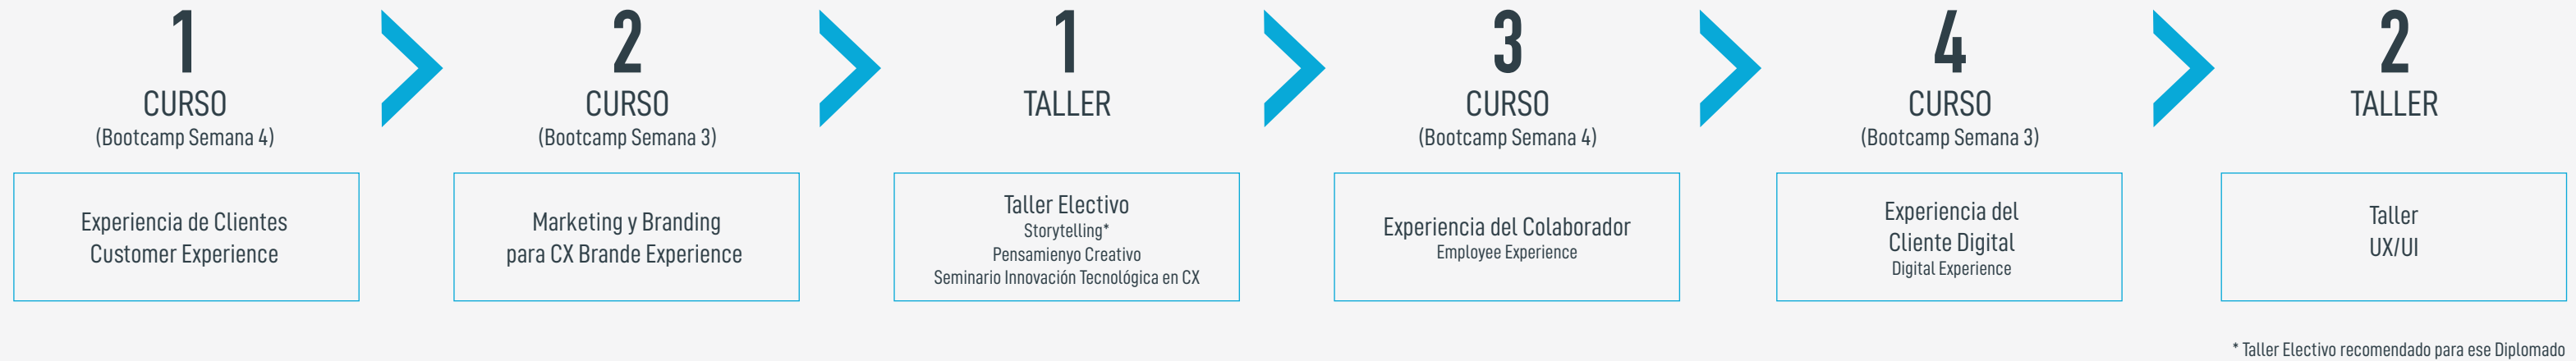 1
CURSO
(Bootcamp Semana 4)
Experiencia de Clientes
Customer Experience
2
CURSO
(Bootcamp Semana 3)
Marketing y Branding
para CX Brande Experience
1
TALLER
Taller Electivo
Storytelling*
Pensamienyo Creativo
Seminario Innovación Tecnológica en CX
3
CURSO
(Bootcamp Semana 4)
Experiencia del Colaborador
Employee Experience
4
CURSO
(Bootcamp Semana 3)
Experiencia del
Cliente Digital
Digital Experience
2
TALLER
Taller
UX/UI
* Taller Electivo recomendado para ese Diplomado